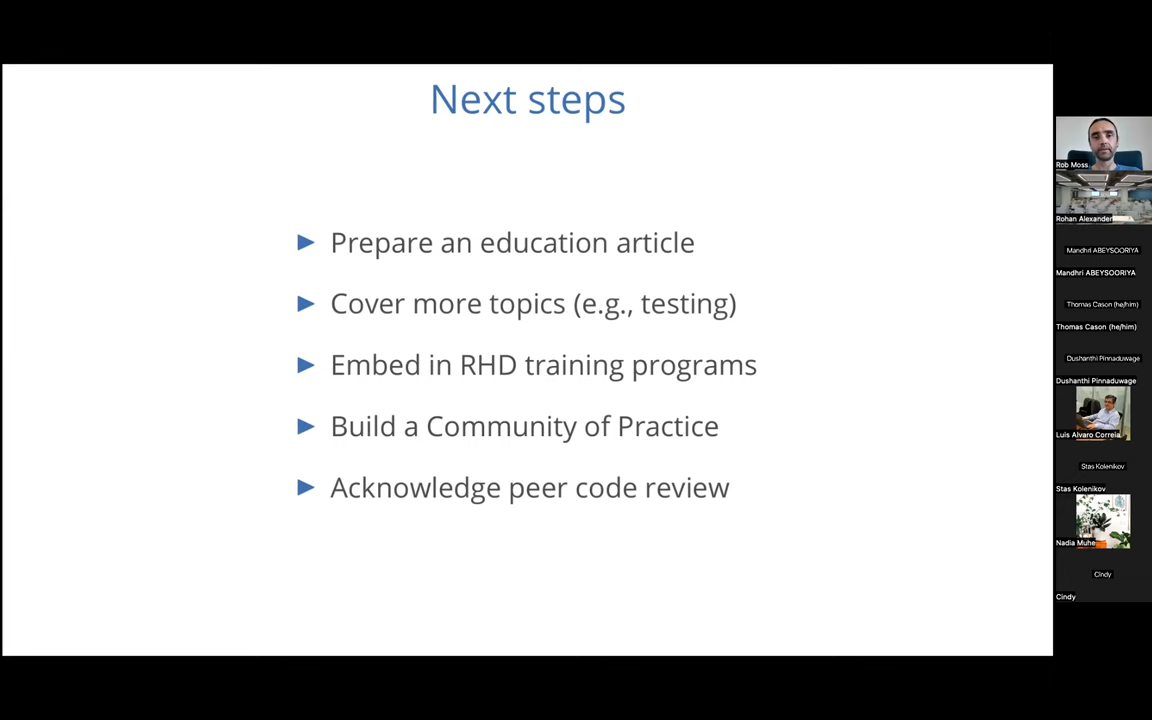 Next steps
Prepare an education article
Cover more topics (e.g., testing)
Embed in RHD training programs
Build a Community of Practice
Acknowledge peer code review
Rob Moss
Rohan Alexander
Mandhri ABEYSOORIYA
Mandhri ABEYSOORIYA
Thomas Cason (he/him)
Thomas Cason (he/him)
Dushanthi Pinnaduwage
Dushanthi Pinnaduwage
Luis Alvaro Correia
Stas Kolenikov
Stas Kolenikov
Nadia Muhe
Cindy
Cindy